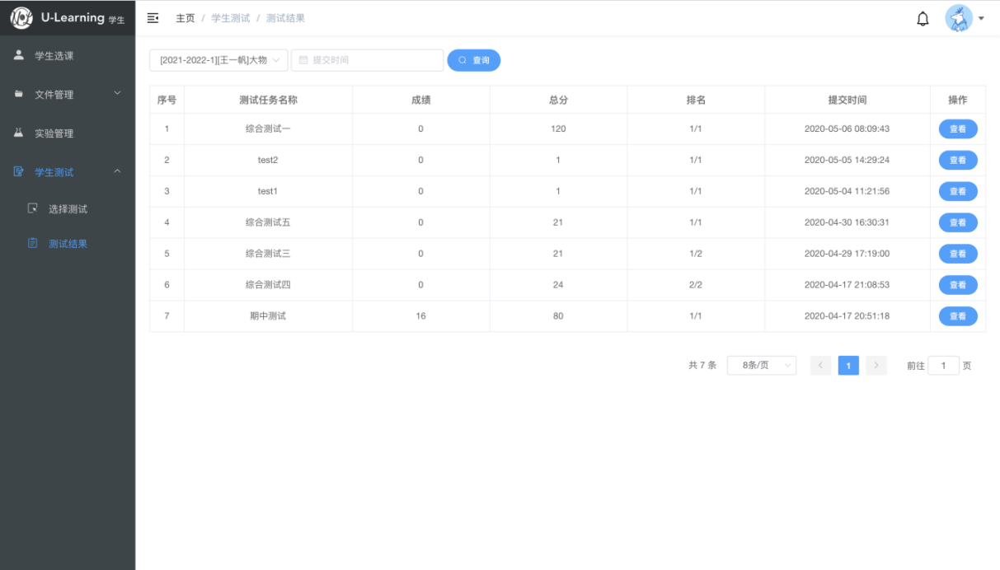 U-Learning 学生
主页 / 学生测试 / 测试结果
学生选课
文件管理
实验管理
学生测试
选择测试
测试结果
[2021-2022-1][王一帆]大物 提交时间 查询
序号 测试任务名称 成绩 总分 排名 提交时间 操作
1 综合测试一 0 120 1/1 2020-05-06 08:09:43 查看
2 test2 0 1 1/1 2020-05-05 14:29:24 查看
3 test1 0 1 1/1 2020-05-04 11:21:56 查看
4 综合测试五 0 21 1/1 2020-04-30 16:30:31 查看
5 综合测试三 0 21 1/2 2020-04-29 17:19:00 查看
6 综合测试四 0 24 2/2 2020-04-17 21:08:53 查看
7 期中测试 16 80 1/1 2020-04-17 20:51:18 查看
共 7 条 8条/页 1 前往 1 页